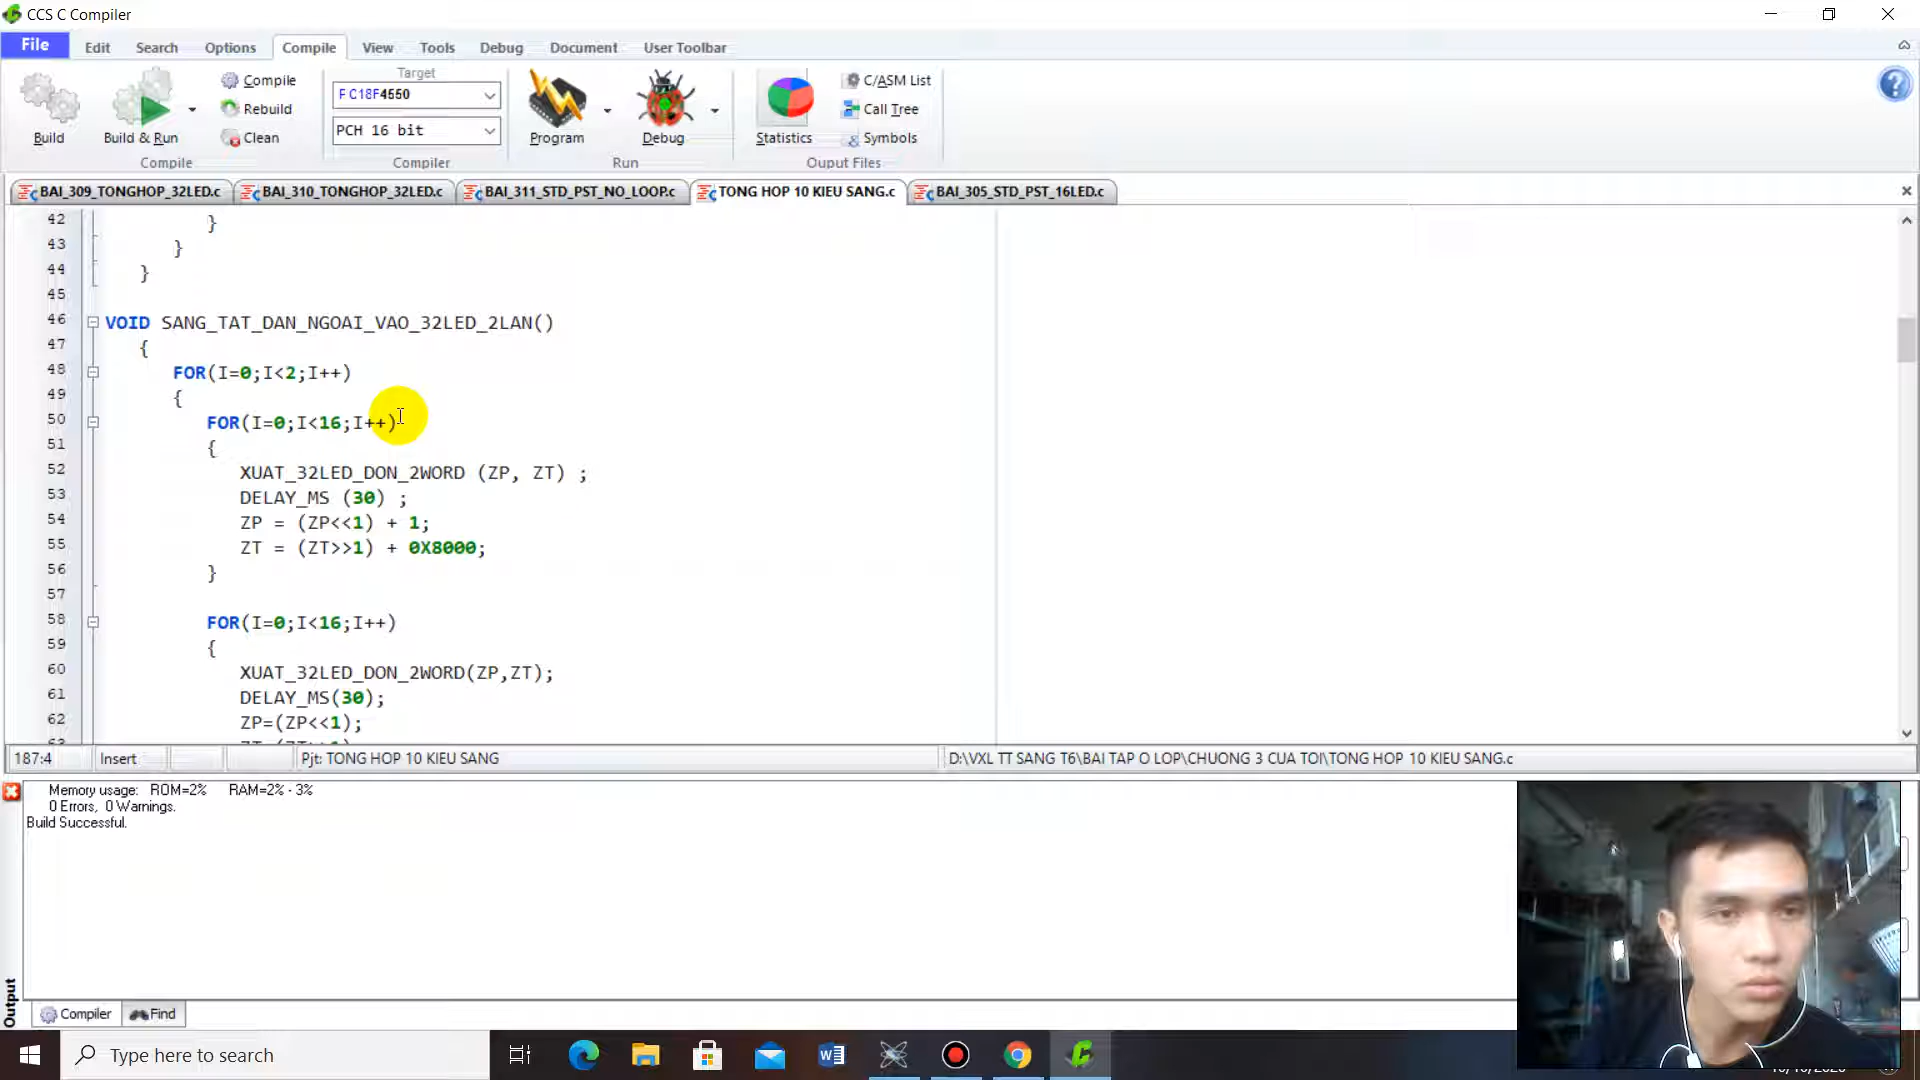 CCS C Compiler
File Edit Search Options Compile View Tools Debug Document User Toolbar
Build
Build & Run
Compile
Rebuild
Clean
Compile
Target
PCH 16 bit
Compiler
Program
Debug
Run
Statistics
C/ASM List
Call Tree
Symbols
Ouput Files
BAI_309_TONGHOP_32LED.c BAI_310_TONGHOP_32LED.c BAI_311_STD_PST_NO_LOOP.c TONG HOP 10 KIEU SANG.c BAI_305_STD_PST_16LED.c
42 }
43 }
44 }
45
46 VOID SANG_TAT_DAN_NGOAI_VAO_32LED_2LAN()
47 {
48 FOR(I=0;I<2;I++)
49 {
50 FOR(I=0;I<16;I++)
51 {
52 XUAT_32LED_DON_2WORD (ZP, ZT) ;
53 DELAY_MS (30) ;
54 ZP = (ZP<<1) + 1;
55 ZT = (ZT>>1) + 0X8000;
56 }
57
58 FOR(I=0;I<16;I++)
59 {
60 XUAT_32LED_DON_2WORD(ZP,ZT);
61 DELAY_MS(30);
62 ZP=(ZP<<1);
187:4 Insert Pjt: TONG HOP 10 KIEU SANG D:\VXL TT SANG T6\BAI TAP O LOP\CHUONG 3 CUA TOI\TONG HOP 10 KIEU SANG.c
Memory usage: ROM=2% RAM=2% - 3%
0 Errors, 0 Warnings.
Build Successful.
Output
Compiler Find
Type here to search